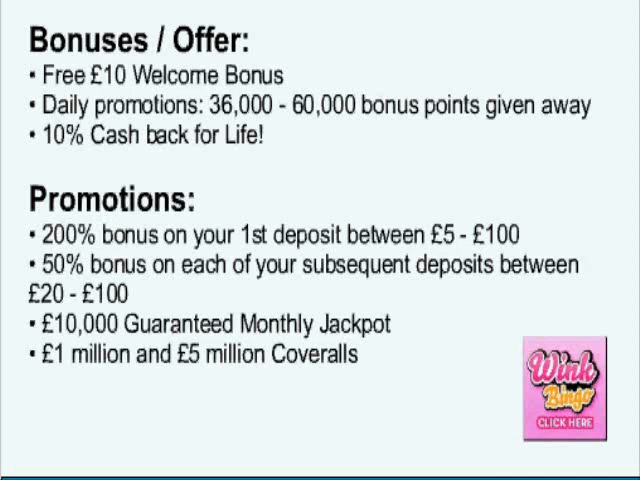 Bonuses / Offer:
• Free £10 Welcome Bonus
• Daily promotions: 36,000 - 60,000 bonus points given away
• 10% Cash back for Life!
Promotions:
• 200% bonus on your 1st deposit between £5 - £100
• 50% bonus on each of your subsequent deposits between
£20 - £100
• £10,000 Guaranteed Monthly Jackpot
• £1 million and £5 million Coveralls
Wink
Bingo
CLICK HERE